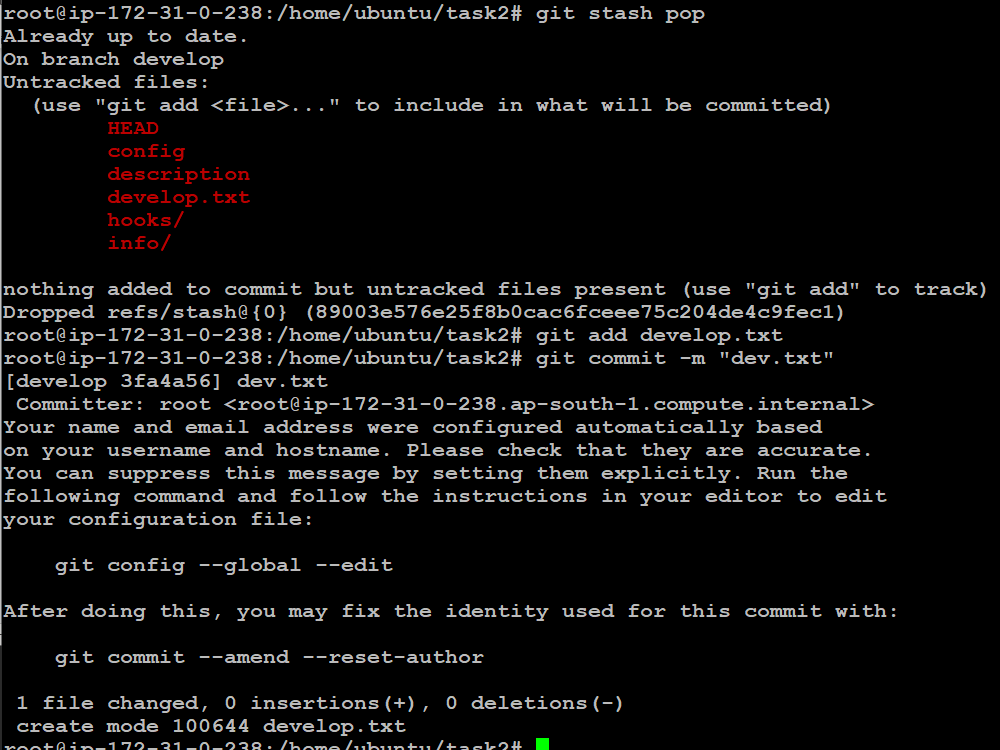 root@ip-172-31-0-238:/home/ubuntu/task2# git stash pop
Already up to date.
On branch develop
Untracked files:
  (use "git add <file>..." to include in what will be committed)
        HEAD
        config
        description
        develop.txt
        hooks/
        info/

nothing added to commit but untracked files present (use "git add" to track)
Dropped refs/stash@{0} (89003e576e25f8b0cac6fceee75c204de4c9fec1)
root@ip-172-31-0-238:/home/ubuntu/task2# git add develop.txt
root@ip-172-31-0-238:/home/ubuntu/task2# git commit -m "dev.txt"
[develop 3fa4a56] dev.txt
 Committer: root <root@ip-172-31-0-238.ap-south-1.compute.internal>
Your name and email address were configured automatically based
on your username and hostname. Please check that they are accurate.
You can suppress this message by setting them explicitly. Run the
following command and follow the instructions in your editor to edit
your configuration file:

    git config --global --edit

After doing this, you may fix the identity used for this commit with:

    git commit --amend --reset-author

 1 file changed, 0 insertions(+), 0 deletions(-)
 create mode 100644 develop.txt
root@ip-172-31-0-238:/home/ubuntu/task2#